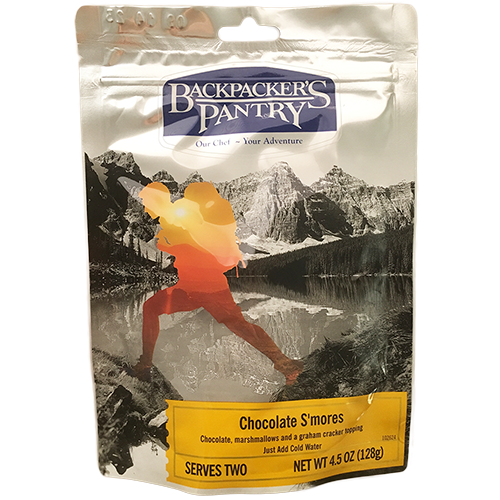 BACKPACKER'S
PANTRY®
Our Chef – Your Adventure
Chocolate S'mores
Chocolate, marshmallows and a graham cracker topping
Just Add Cold Water
SERVES TWO
NET WT 4.5 OZ (128g)